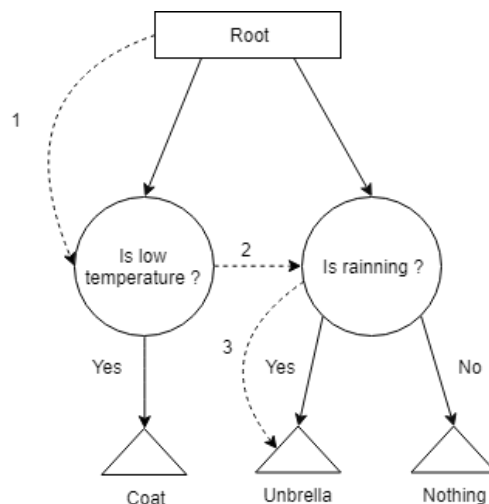 Root
1
Is low
temperature ?
2
Is rainning ?
3
Yes
Yes
No
Coat
Unbrella
Nothing